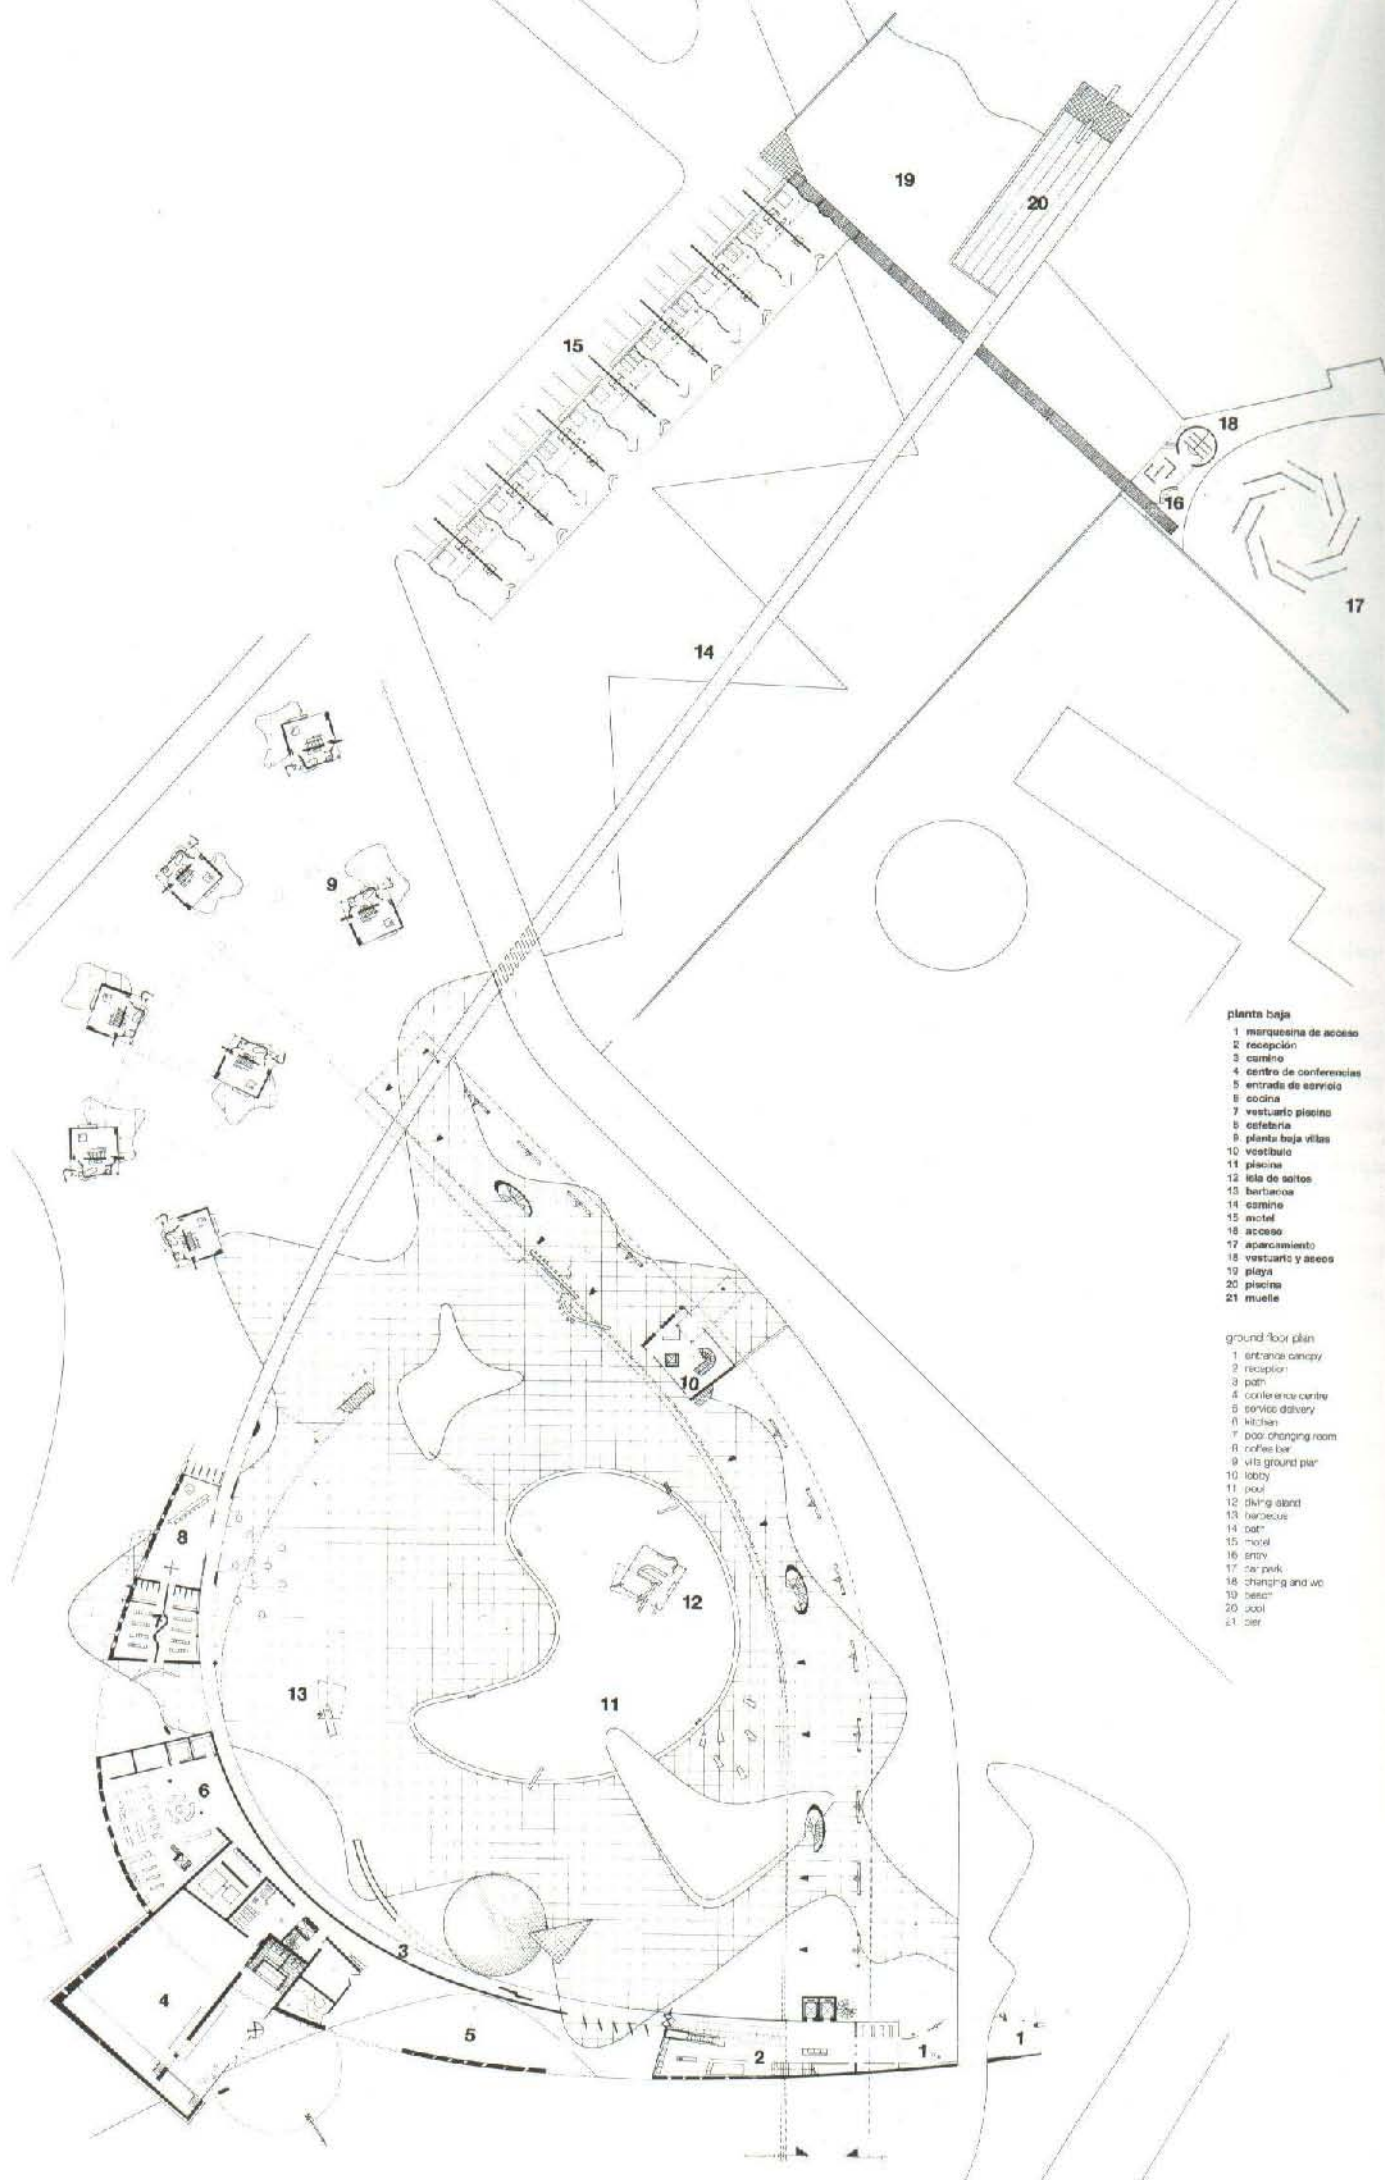 19
20
15
18
16
17
14
9
10
8
12
7
13
11
6
3
4
5
2
1
1
planta baja
1 marquesina de acceso
2 recepción
3 camino
4 centro de conferencias
5 entrada de servicio
6 cocina
7 vestuario piscina
8 cafetería
9 planta baja villas
10 vestíbulo
11 piscina
12 isla de saltos
13 barbacoa
14 camino
15 motel
16 acceso
17 aparcamiento
18 vestuario y aseos
19 playa
20 piscina
21 muelle
ground floor plan
1 entrance canopy
2 reception
3 path
4 conference centre
5 service delivery
6 kitchen
7 pool changing room
8 coffee bar
9 villa ground plan
10 lobby
11 pool
12 diving island
13 barbecue
14 path
15 motel
16 entry
17 car park
18 changing and wc
19 beach
20 pool
21 pier